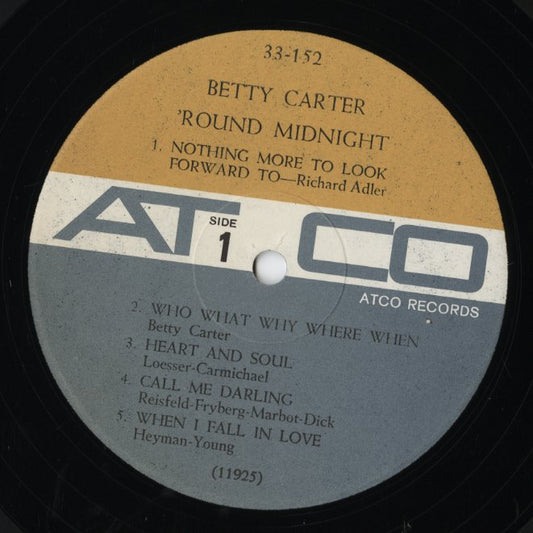 33-152
BETTY CARTER
'ROUND MIDNIGHT
1. NOTHING MORE TO LOOK
FORWARD TO—Richard Adler
ATCO
SIDE
1
ATCO RECORDS
2. WHO WHAT WHY WHERE WHEN
Betty Carter
3. HEART AND SOUL
Loesser-Carmichael
4. CALL ME DARLING
Reisfeld-Fryberg-Marbot-Dick
5. WHEN I FALL IN LOVE
Heyman-Young
(11925)